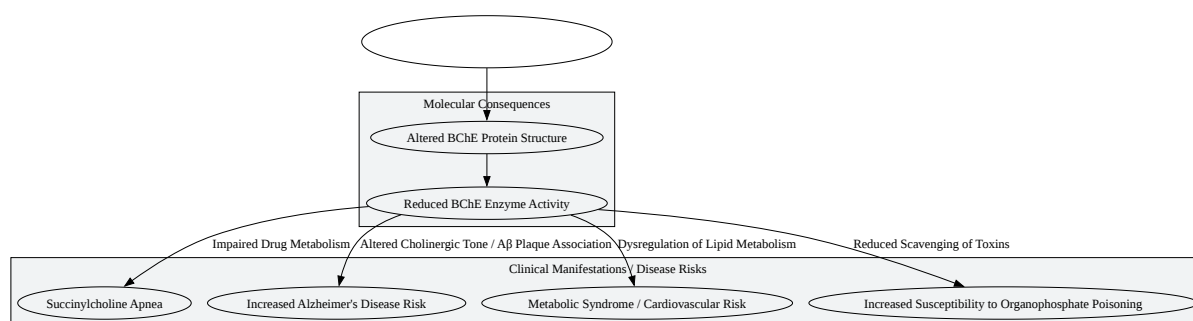 Molecular Consequences
Altered BChE Protein Structure
Reduced BChE Enzyme Activity
Impaired Drug Metabolism
Altered Cholinergic Tone / Aβ Plaque Association
Dysregulation of Lipid Metabolism
Reduced Scavenging of Toxins
Clinical Manifestations / Disease Risks
Succinylcholine Apnea
Increased Alzheimer's Disease Risk
Metabolic Syndrome / Cardiovascular Risk
Increased Susceptibility to Organophosphate Poisoning